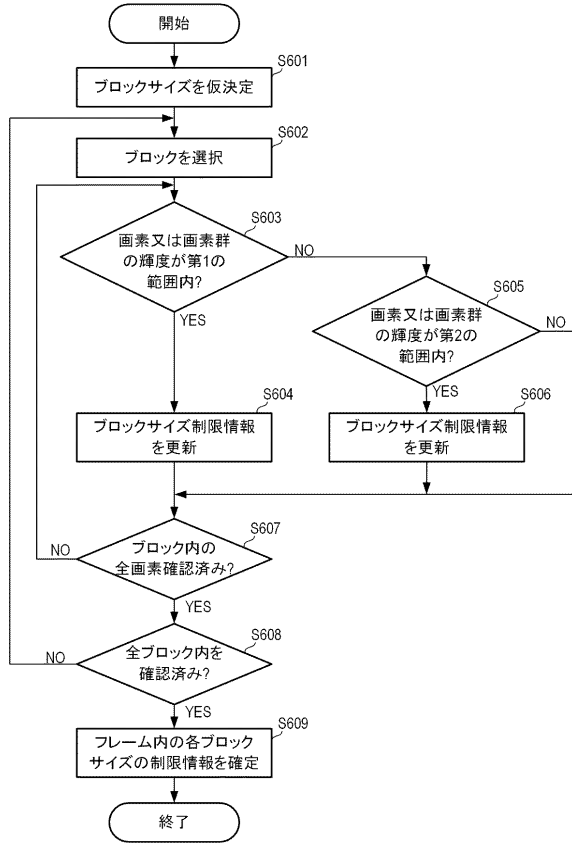 開始
S601
ブロックサイズを仮決定
S602
ブロックを選択
S603
画素又は画素群
の輝度が第1の
範囲内?
NO
YES
S605
画素又は画素群
の輝度が第2の
範囲内?
NO
YES
S604
ブロックサイズ制限情報
を更新
S606
ブロックサイズ制限情報
を更新
S607
ブロック内の
全画素確認済み?
NO
YES
S608
全ブロック内を
確認済み?
NO
YES
S609
フレーム内の各ブロック
サイズの制限情報を確定
終了